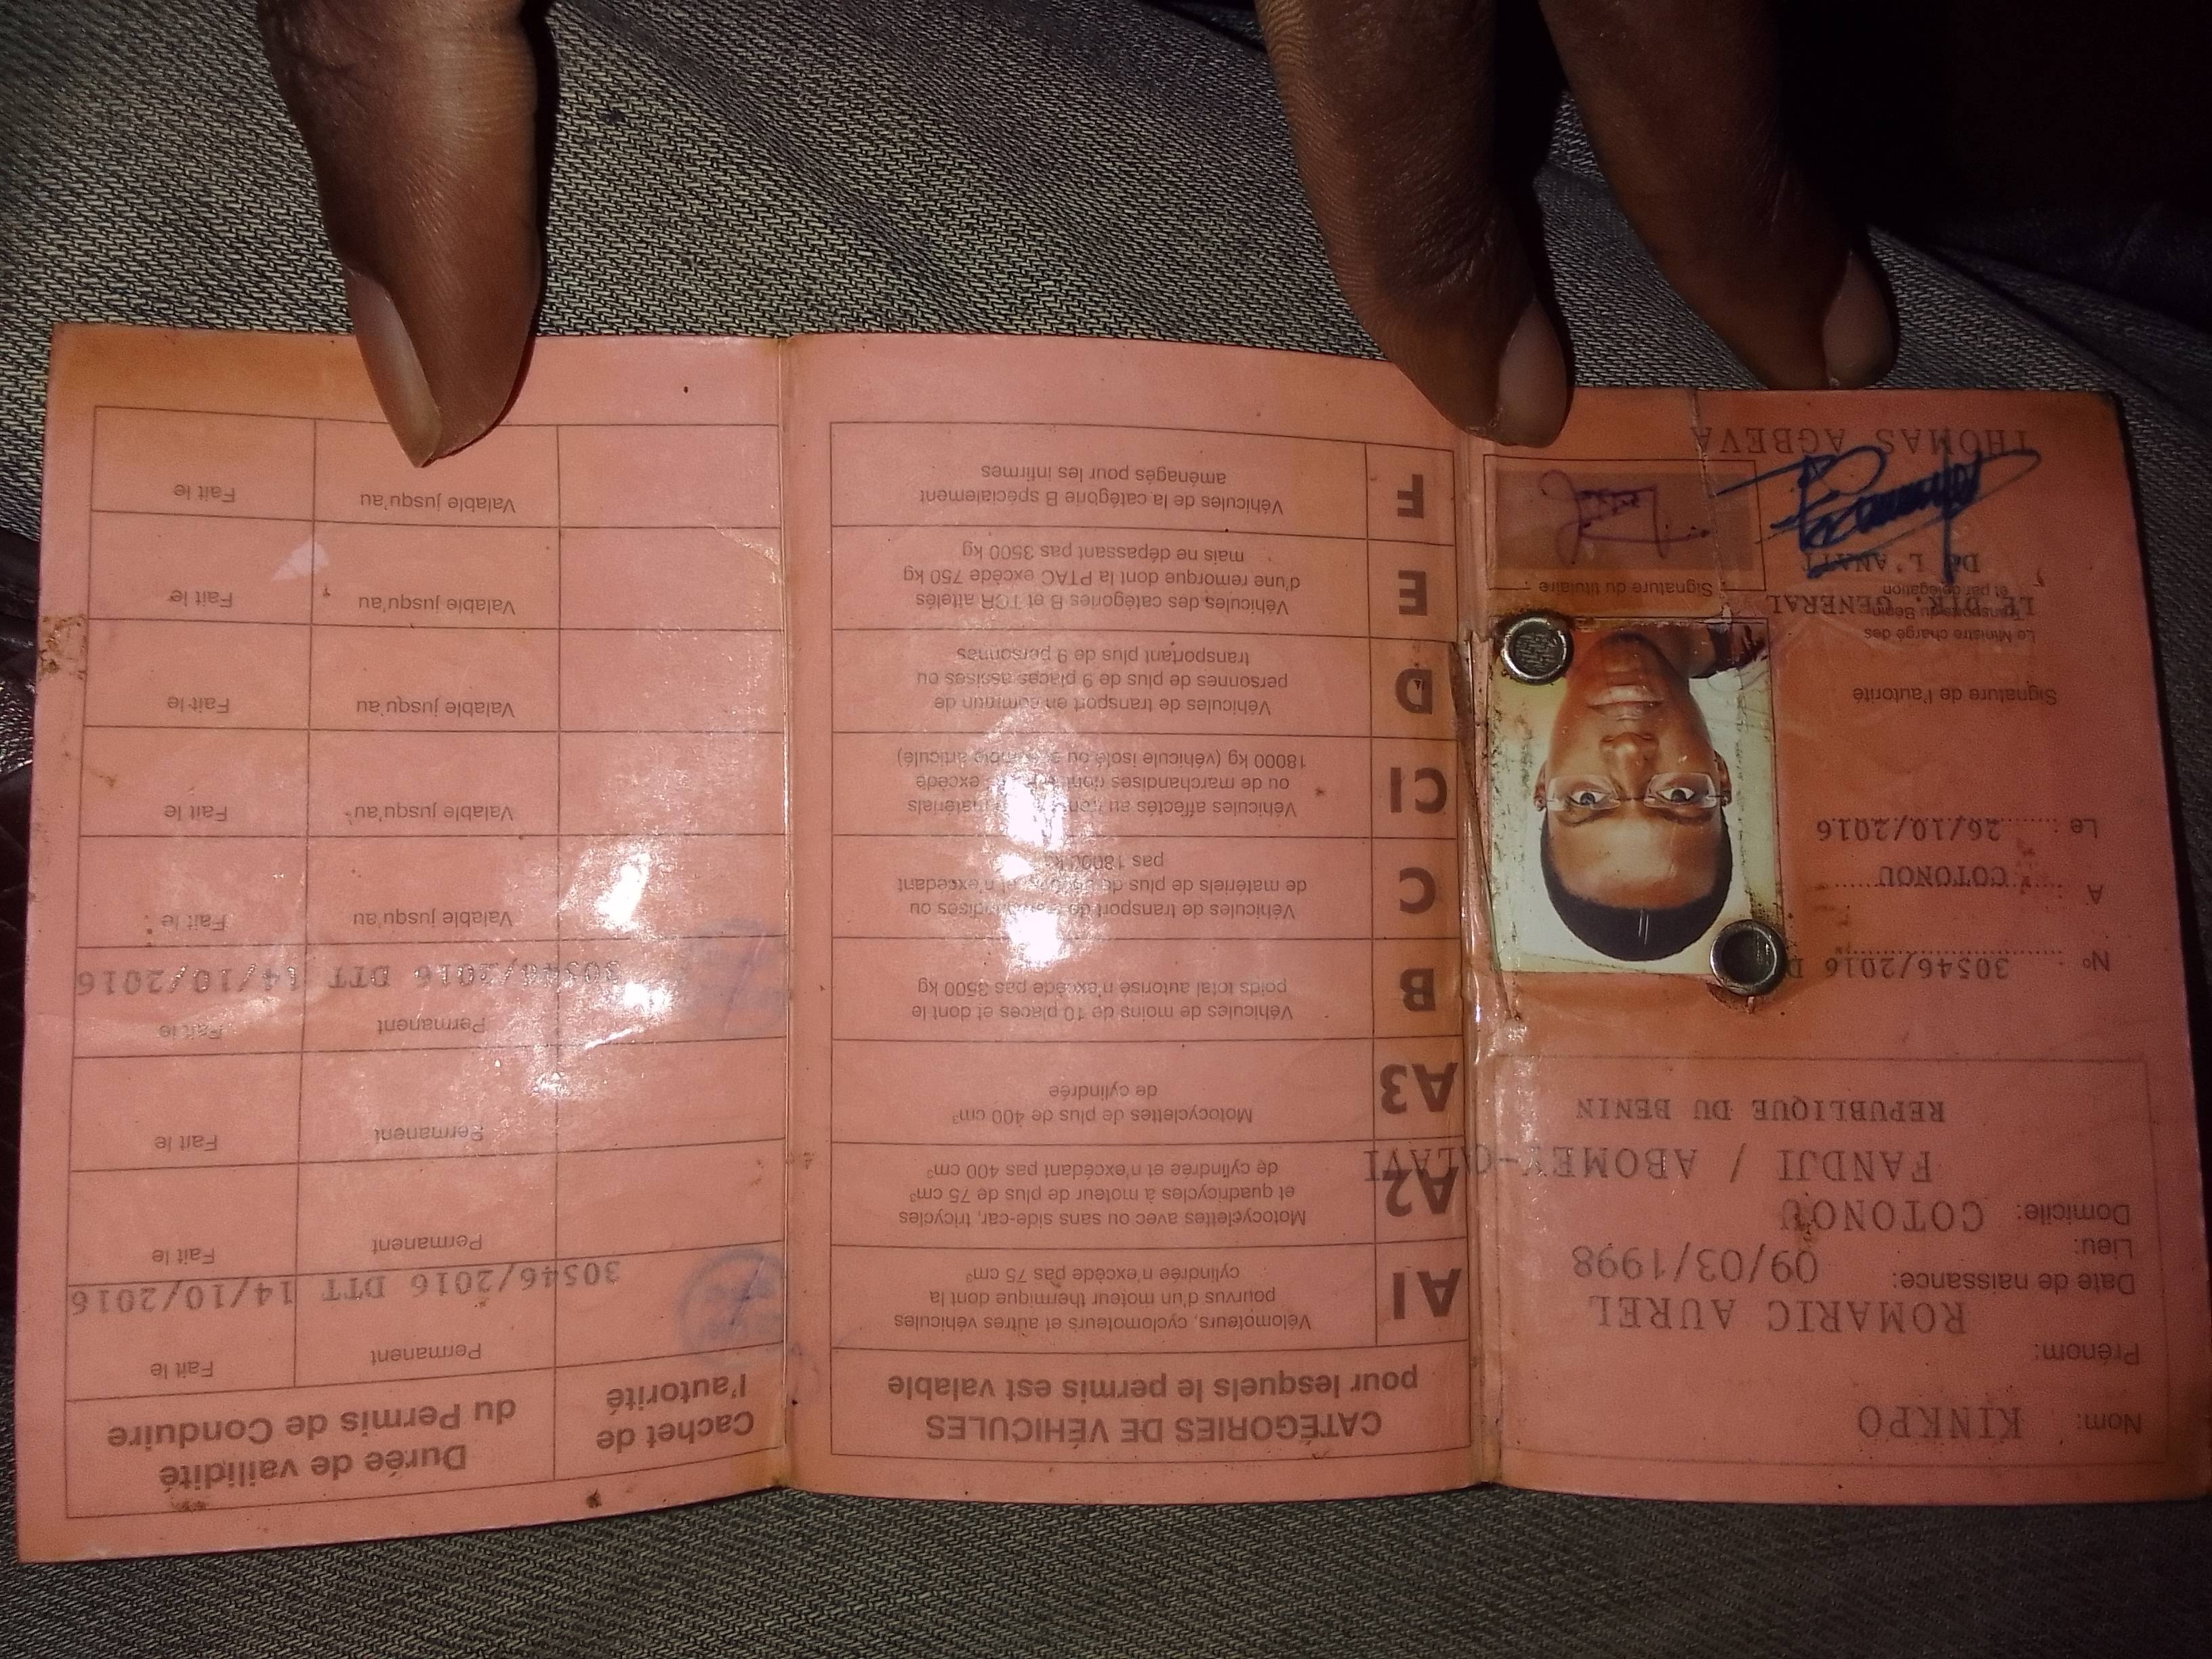 Nom: KINKPO
Prénom:
ROMARIC AUREL
Date de naissance: 09/03/1998
Lieu:
COTONOU
Domicile:
FANDJI / ABOMEY-CALAVI
REPUBLIQUE DU BENIN
N° : 30546/2016 D
A COTONOU
Le : 26/10/2016
Signature de l'autorité
Le Ministre chargé des
Transports du Bénin
et par délégation
LE DIR. GENERAL
DE L'ANATT
THOMAS AGBEVA
Signature du titulaire
CATÉGORIES DE VÉHICULES
pour lesquels le permis est valable
A1
Vélomoteurs, cyclomoteurs et autres véhicules
pourvus d'un moteur thermique dont la
cylindrée n'excède pas 75 cm³
A2
Motocyclettes avec ou sans side-car, tricycles
et quadricycles à moteur de plus de 75 cm³
de cylindrée et n'excédant pas 400 cm³
A3
Motocyclettes de plus de 400 cm³
de cylindrée
B
Véhicules de moins de 10 places et dont le
poids total autorisé n'excède pas 3500 kg
C
Véhicules de transport de marchandises ou
de matériels de plus de et n'excédant
pas 18000 kg
C1
Véhicules affectés au matériels
ou de marchandises dont excède
18000 kg (véhicule isolé ou articulé)
D
Véhicules de transport en commun de
personnes de plus de 9 places assises ou
transportant plus de 9 personnes
E
Véhicules des catégories B et TCR attelés
d'une remorque dont la PTAC excède 750 kg
mais ne dépassant pas 3500 kg
F
Véhicules de la catégorie B spécialement
aménagés pour les infirmes
Cachet de
l'autorité
Durée de vailidité
du Permis de Conduire
Permanent Fait le
30546/2016 DTT 14/10/2016
Permanent Fait le
Permanent Fait le
Permanent Fait le
30546/2016 DTT 14/10/2016
Valable jusqu'au Fait le :
Valable jusqu'au Fait le
Valable jusqu'au Fait le
Valable jusqu'au Fait le
Valable jusqu'au Fait le